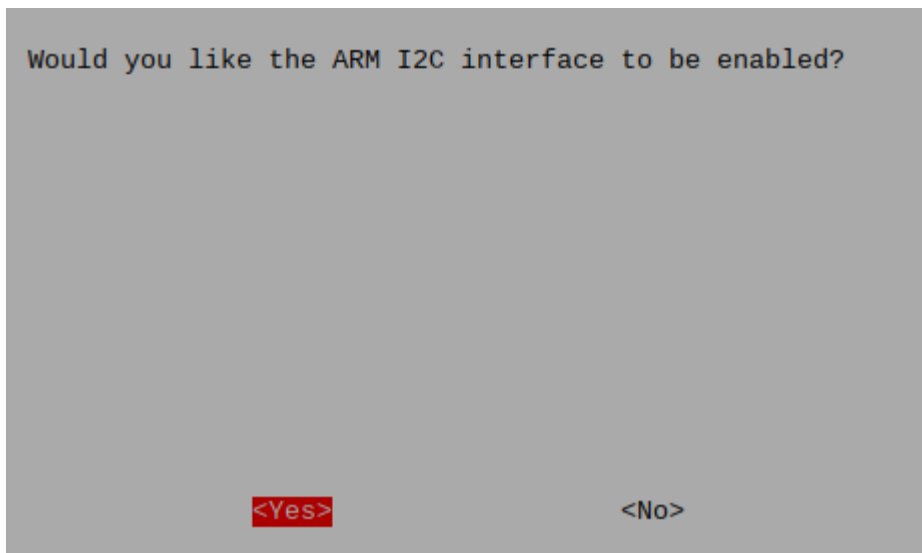 Would you like the ARM I2C interface to be enabled?
<Yes> <No>